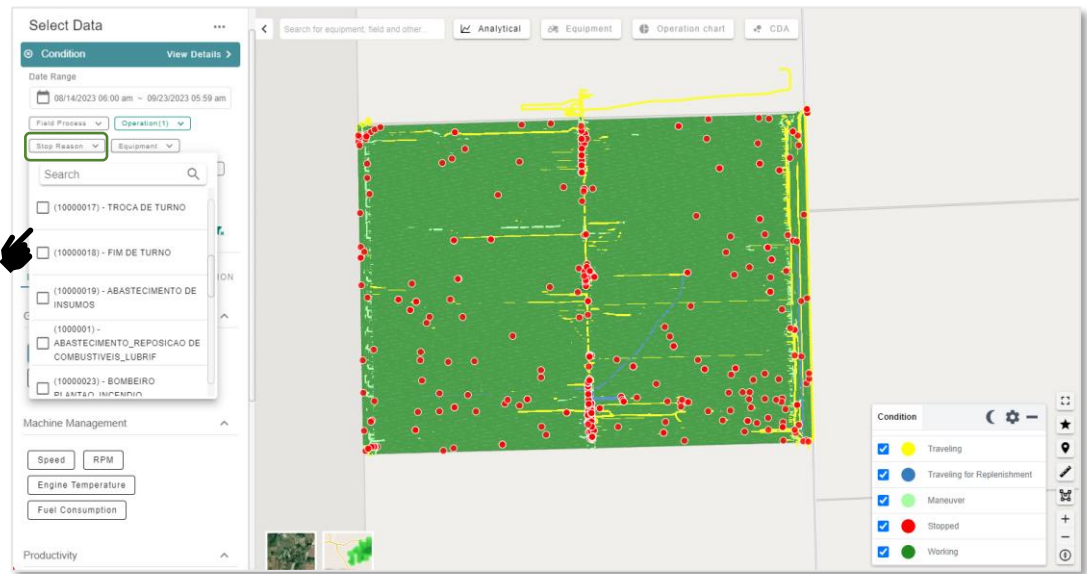 Select Data
...
Condition
View Details >
Date Range
08/14/2023 06:00 am ~ 09/23/2023 05:59 am
Field Process
Operation(1)
Stop Reason
Equipment
Search
(10000017) - TROCA DE TURNO
(10000018) - FIM DE TURNO
(10000019) - ABASTECIMENTO DE
INSUMOS
(1000001) -
ABASTECIMENTO_REPOSICAO DE
COMBUSTIVEIS_LUBRIF
(10000023) - BOMBEIRO
PLANTAO_INCENDIO
ION
Machine Management
Speed
RPM
Engine Temperature
Fuel Consumption
Productivity
Search for equipment, field and other...
Analytical
Equipment
Operation chart
CDA
Condition
Traveling
Traveling for Replenishment
Maneuver
Stopped
Working